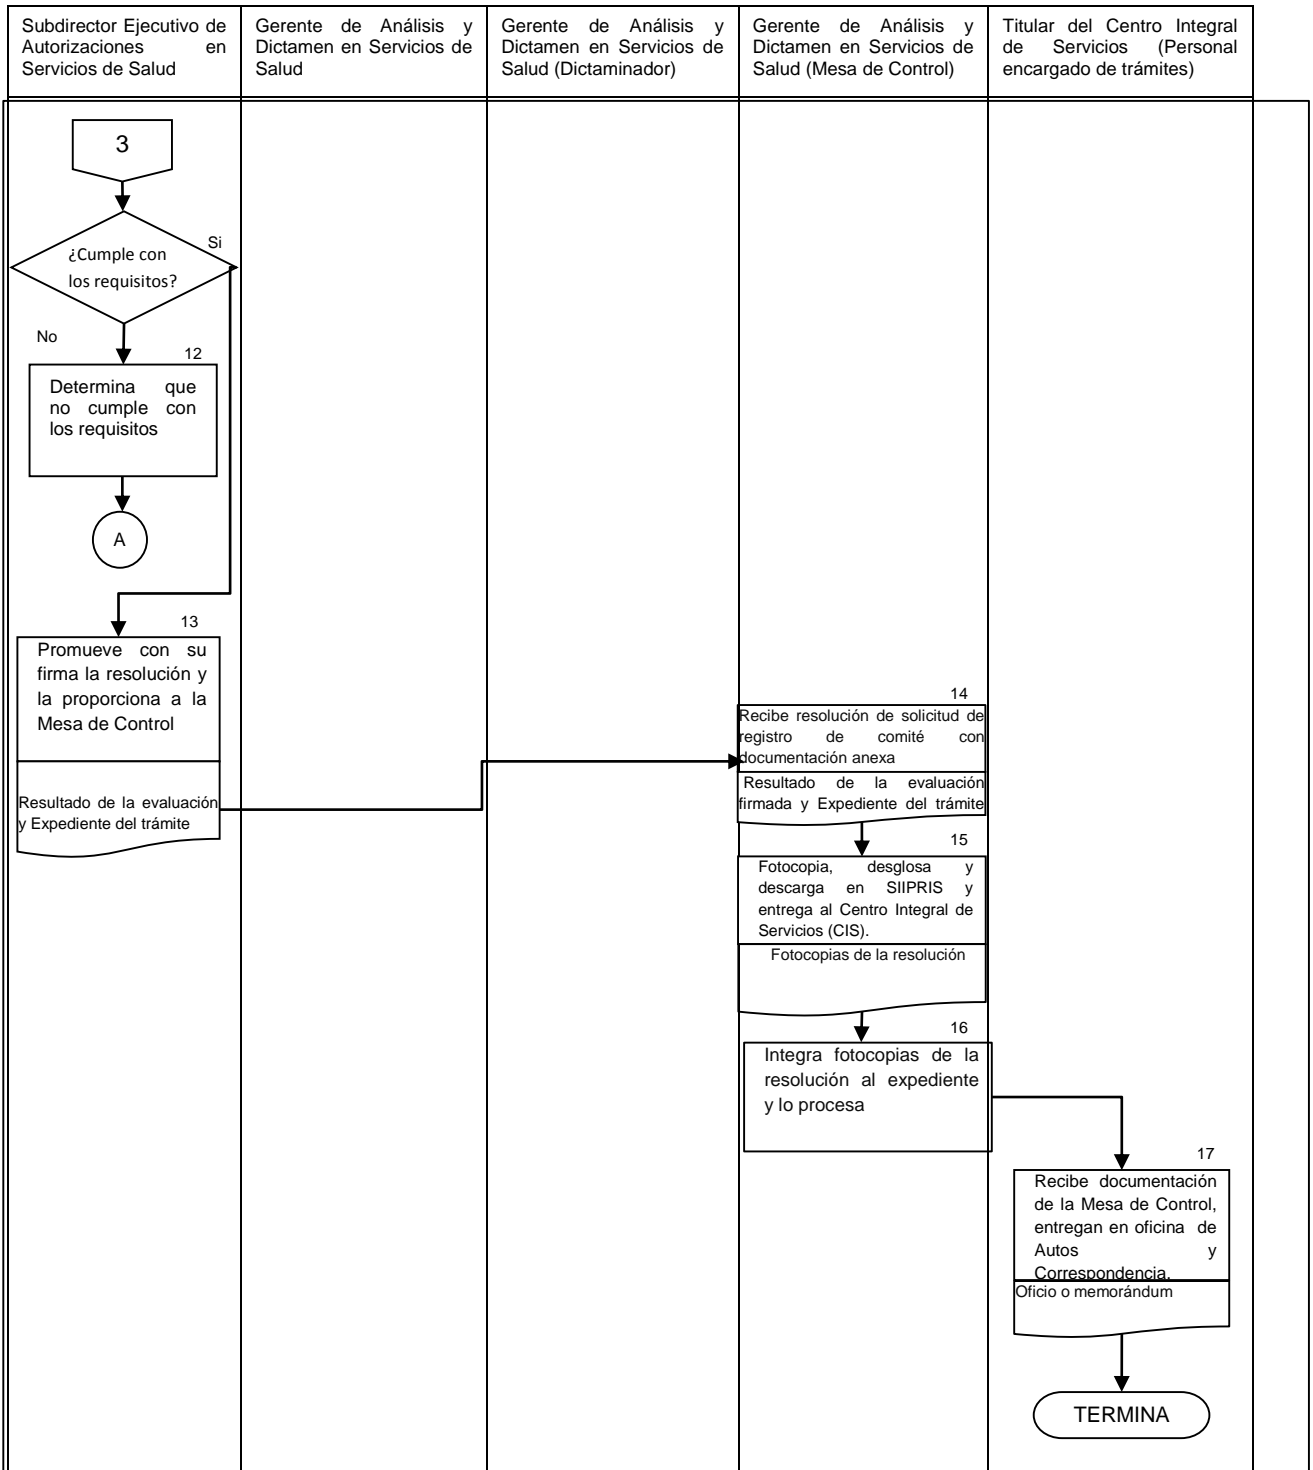 Subdirector Ejecutivo de
Autorizaciones en
Servicios de Salud
Gerente de Análisis y
Dictamen en Servicios de
Salud
Gerente de Análisis y
Dictamen en Servicios de
Salud (Dictaminador)
Gerente de Análisis y
Dictamen en Servicios de
Salud (Mesa de Control)
Titular del Centro Integral
de Servicios (Personal
encargado de trámites)
3
¿Cumple con
los requisitos?
Si
No
12
Determina que
no cumple con
los requisitos
A
13
Promueve con su
firma la resolución y
la proporciona a la
Mesa de Control
Resultado de la evaluación
y Expediente del trámite
14
Recibe resolución de solicitud de
registro de comité con
documentación anexa
Resultado de la evaluación
firmada y Expediente del trámite
15
Fotocopia, desglosa y
descarga en SIIPRIS y
entrega al Centro Integral de
Servicios (CIS).
Fotocopias de la resolución
16
Integra fotocopias de la
resolución al expediente
y lo procesa
17
Recibe documentación
de la Mesa de Control,
entregan en oficina de
Autos y
Correspondencia.
Oficio o memorándum
TERMINA